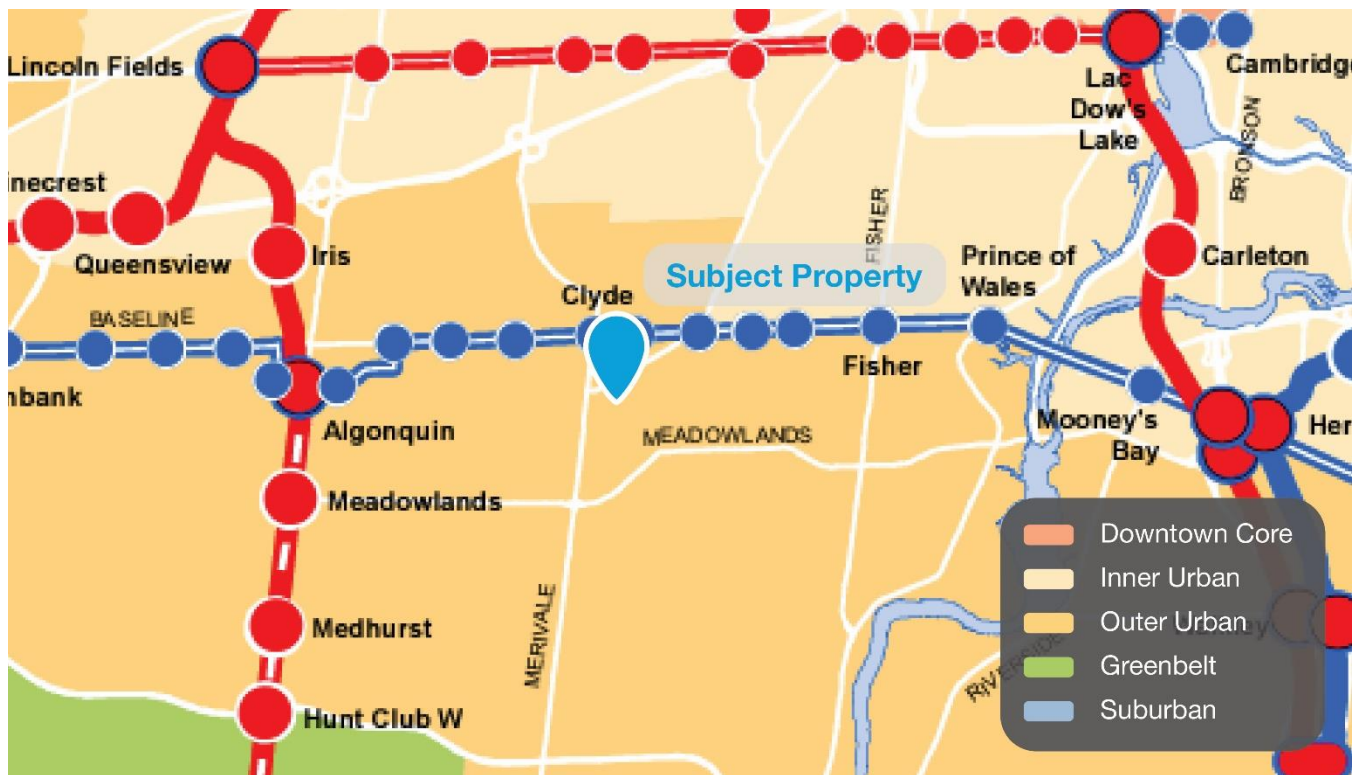 Lincoln Fields
Cambridge
Lac
Dow's
Lake
BRONSON
inecrest
Queensview
Iris
FISHER
Prince of
Wales
Carleton
Subject Property
Clyde
BASELINE
Fisher
nbank
Algonquin
MEADOWLANDS
Mooney's
Bay
Her
Meadowlands
MERIVALE
Medhurst
RIVERSIDE
Hunt Club W
Downtown Core
Inner Urban
Outer Urban
Greenbelt
Suburban